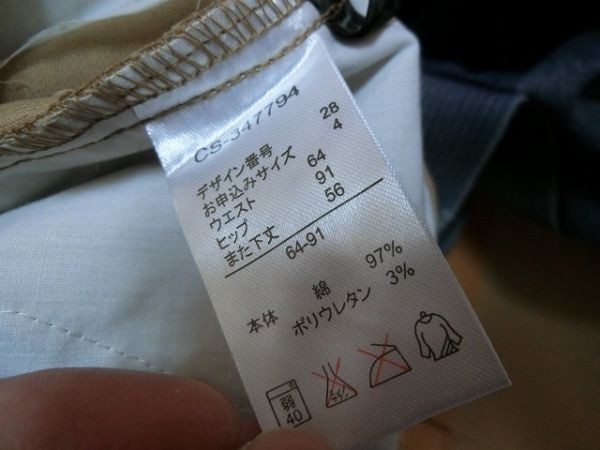 CS-347794
デザイン番号 28
お申込みサイズ 4
ウエスト 64
ヒップ 91
また下丈 56
64-91
本体 綿 97%
ポリウレタン 3%
弱
40